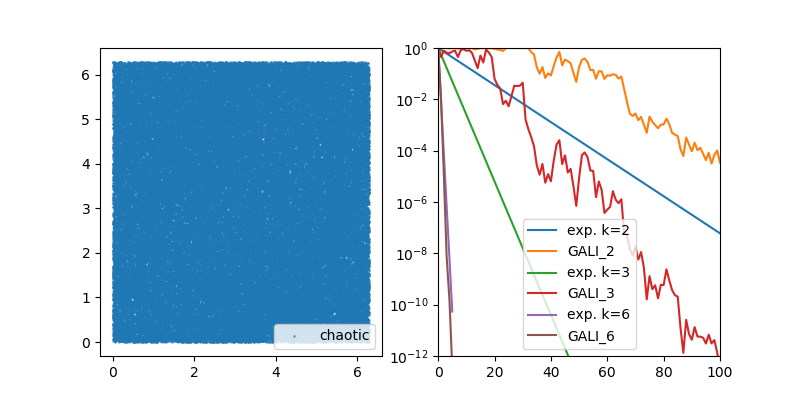 6
5
4
3
2
1
0
chaotic
0 2 4 6
10^0
10^-2
10^-4
10^-6
10^-8
10^-10
10^-12
exp. k=2
GALI_2
exp. k=3
GALI_3
exp. k=6
GALI_6
0 20 40 60 80 100